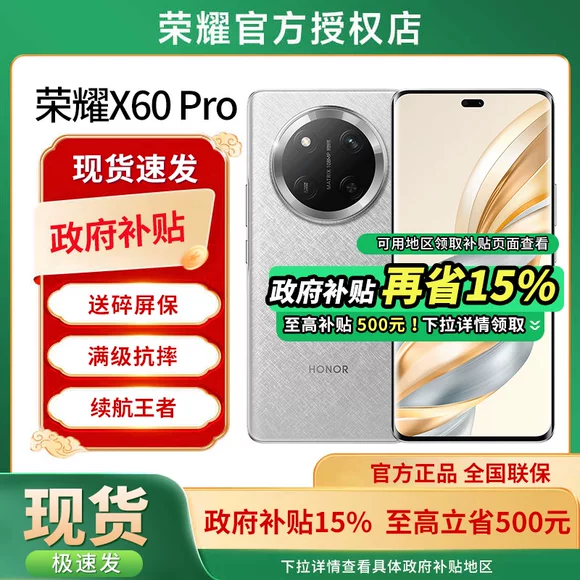 荣耀官方授权店
荣耀X60 Pro
现货速发
政府补贴
送碎屏保
满级抗摔
续航王者
MATRIX 108MP
HONOR
可用地区领取补贴页面查看
政府补贴 再省15%
至高补贴 500元！下拉详情领取
官方正品 全国联保
现货
极速发
政府补贴15% 至高立省500元
下拉详情查看具体政府补贴地区